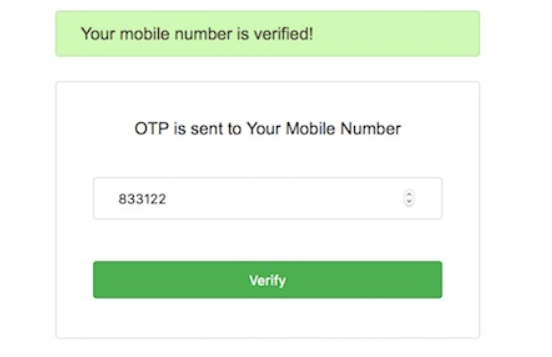 Your mobile number is verified!
OTP is sent to Your Mobile Number
833122
Verify